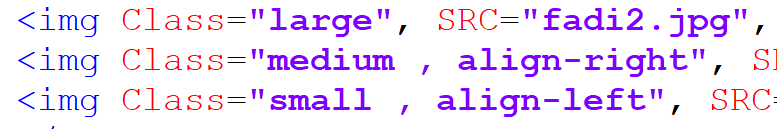 <img Class="large", SRC="fadi2.jpg",
<img Class="medium , align-right",
<img Class="small , align-left", SRC=